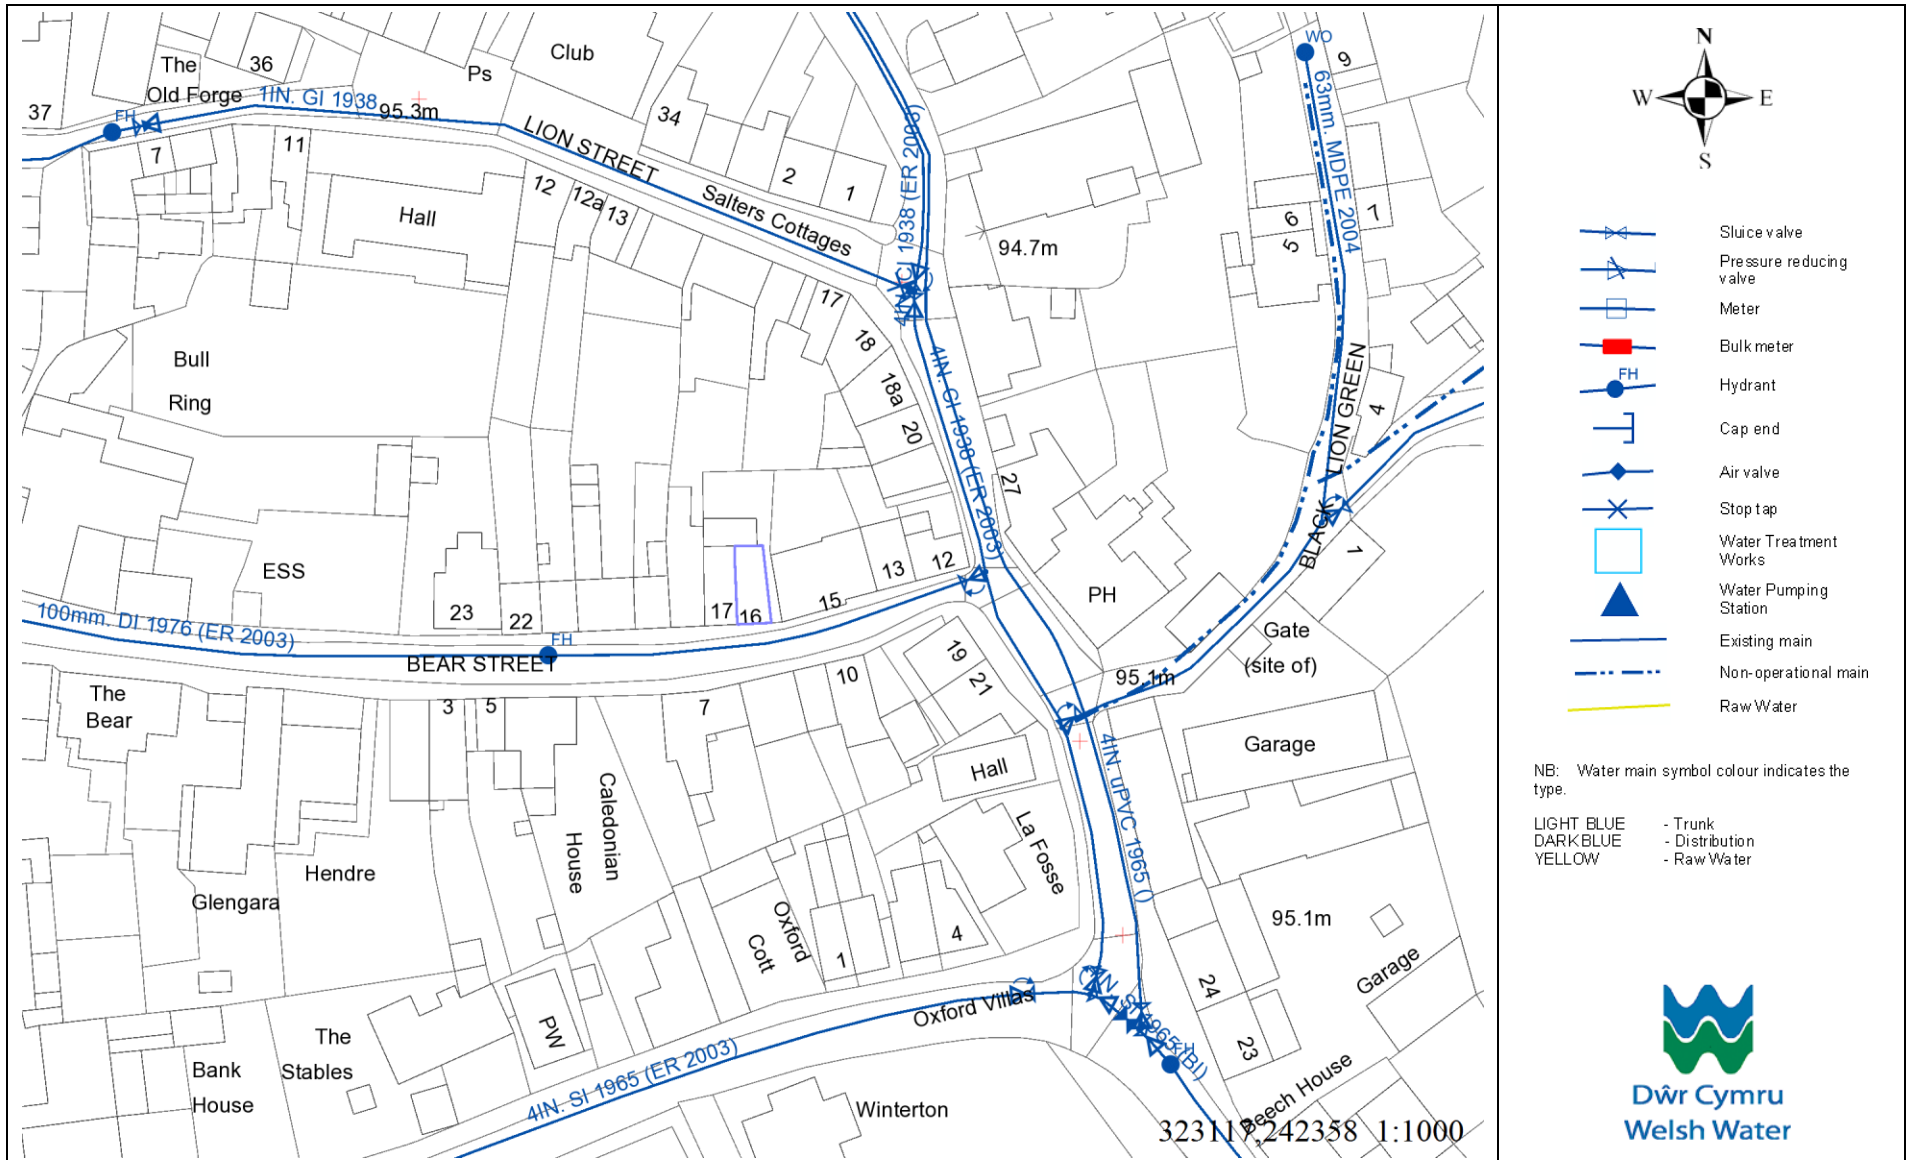 The
Old Forge
36
37
FH
1IN. GI 1938
95.3m
Ps
Club
34
LION STREET
Salters Cottages
2
1
7
11
Hall
12
12a
13
17
18
18a
20
94.7m
WO
9
63mm. MDPE 2004
6
5
7
4
BLACK LION GREEN
1
4IN. CI 1938 (ER 2003)
4IN. CI 1938 (ER 2003)
27
Bull
Ring
ESS
23
22
17
16
15
13
12
PH
Gate
(site of)
95.1m
100mm. DI 1976 (ER 2003)
FH
BEAR STREET
The
Bear
3
5
7
10
19
21
Hall
Garage
4IN. uPVC 1965 ()
Caledonian
House
La Fosse
Hendre
Glengara
Oxford
Cott
1
4
95.1m
Garage
24
23
Oxford Villas
4IN. SI 1965 (BI)
FH
PW
The
Stables
Bank
House
4IN. SI 1965 (ER 2003)
Winterton
Beech House
323117,242358 1:1000
N
W
E
S
Sluice valve
Pressure reducing
valve
Meter
Bulk meter
FH
Hydrant
Cap end
Air valve
Stop tap
Water Treatment
Works
Water Pumping
Station
Existing main
Non-operational main
Raw Water
NB: Water main symbol colour indicates the
type.
LIGHT BLUE - Trunk
DARK BLUE - Distribution
YELLOW - Raw Water
Dŵr Cymru
Welsh Water